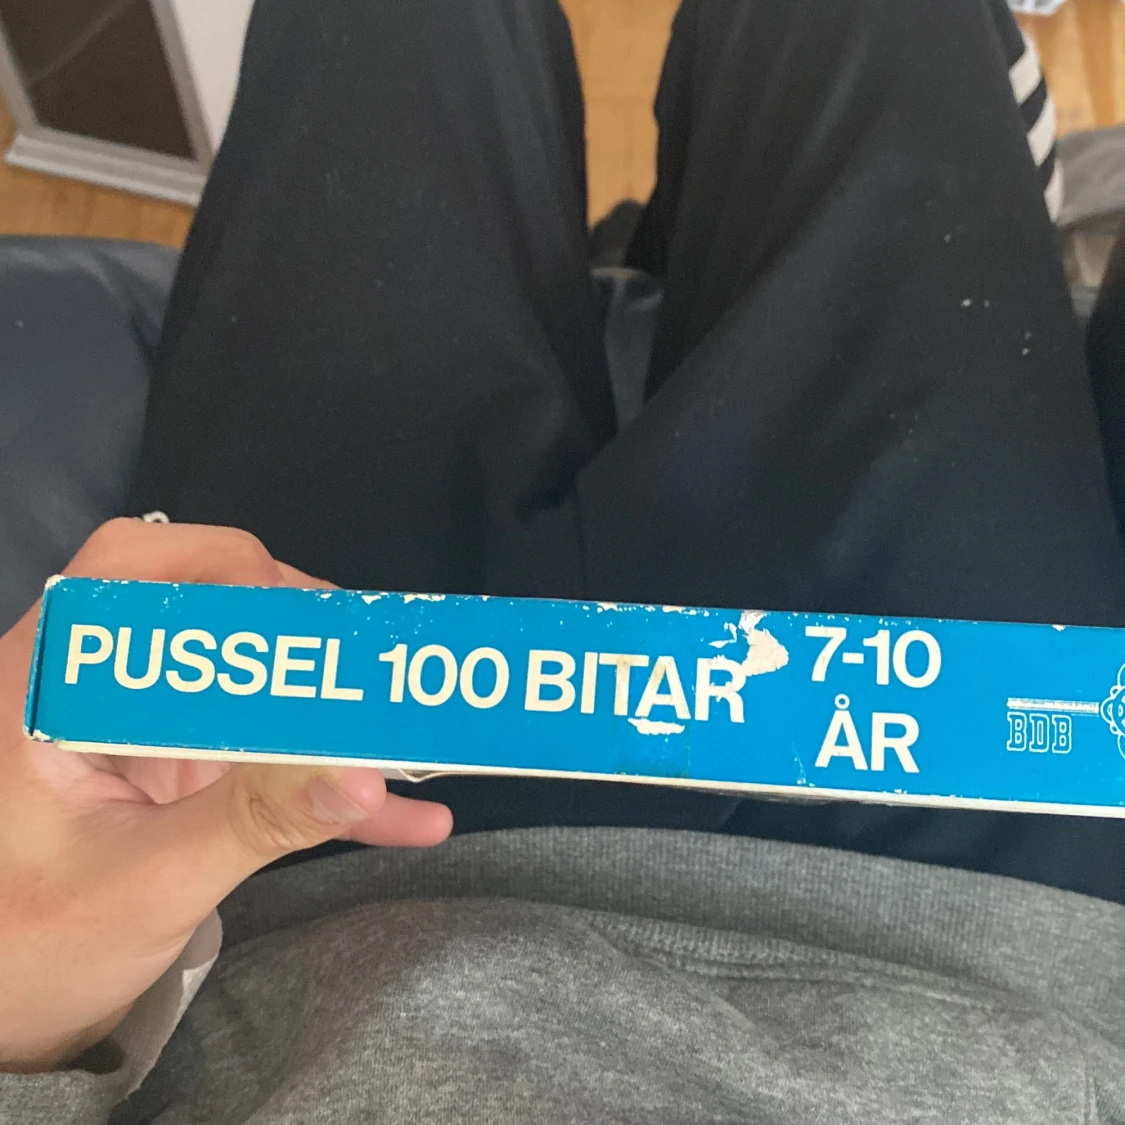 PUSSEL 100 BITAR
7-10
ÅR
BDB